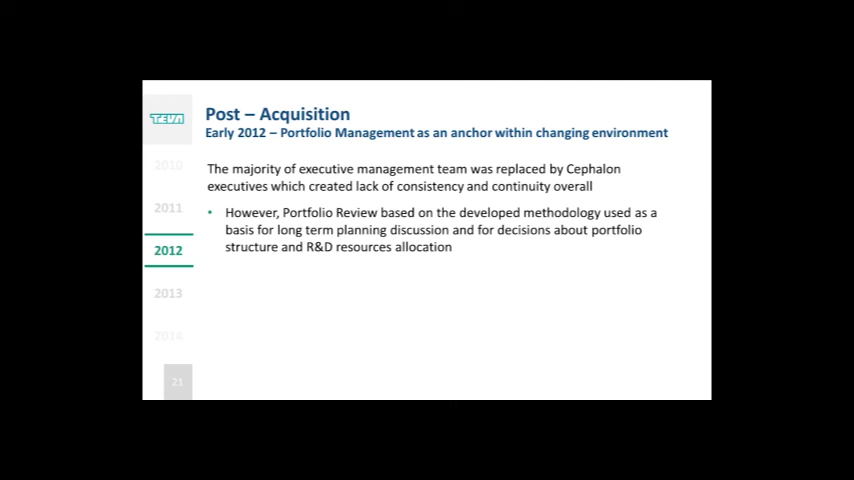 TEVA
Post – Acquisition
Early 2012 – Portfolio Management as an anchor within changing environment
2010
2011
2012
2013
2014
The majority of executive management team was replaced by Cephalon
executives which created lack of consistency and continuity overall
• However, Portfolio Review based on the developed methodology used as a
basis for long term planning discussion and for decisions about portfolio
structure and R&D resources allocation
21